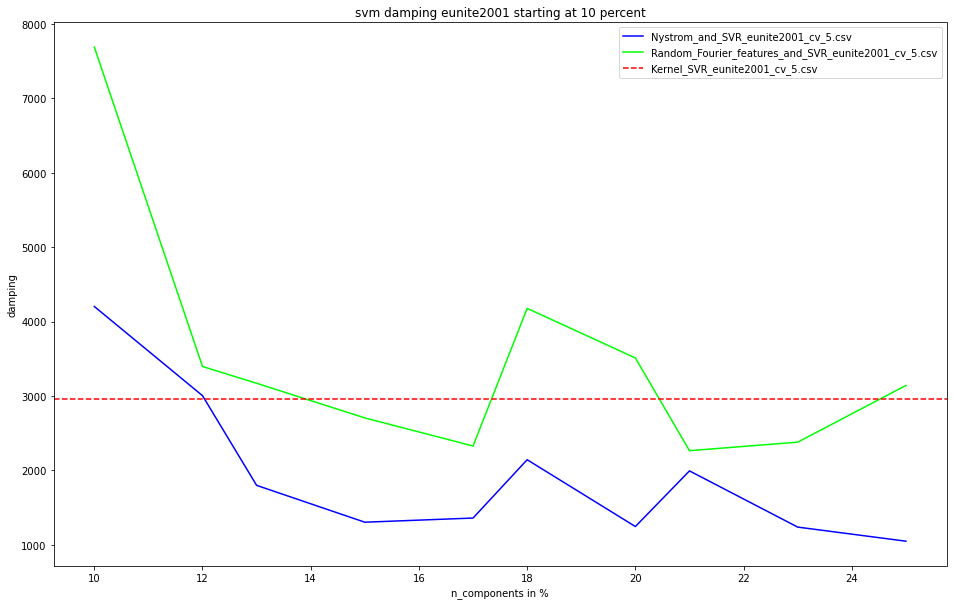 svm damping eunite2001 starting at 10 percent
Nystrom_and_SVR_eunite2001_cv_5.csv
Random_Fourier_features_and_SVR_eunite2001_cv_5.csv
Kernel_SVR_eunite2001_cv_5.csv
8000
7000
6000
5000
4000
3000
2000
1000
damping
10 12 14 16 18 20 22 24
n_components in %